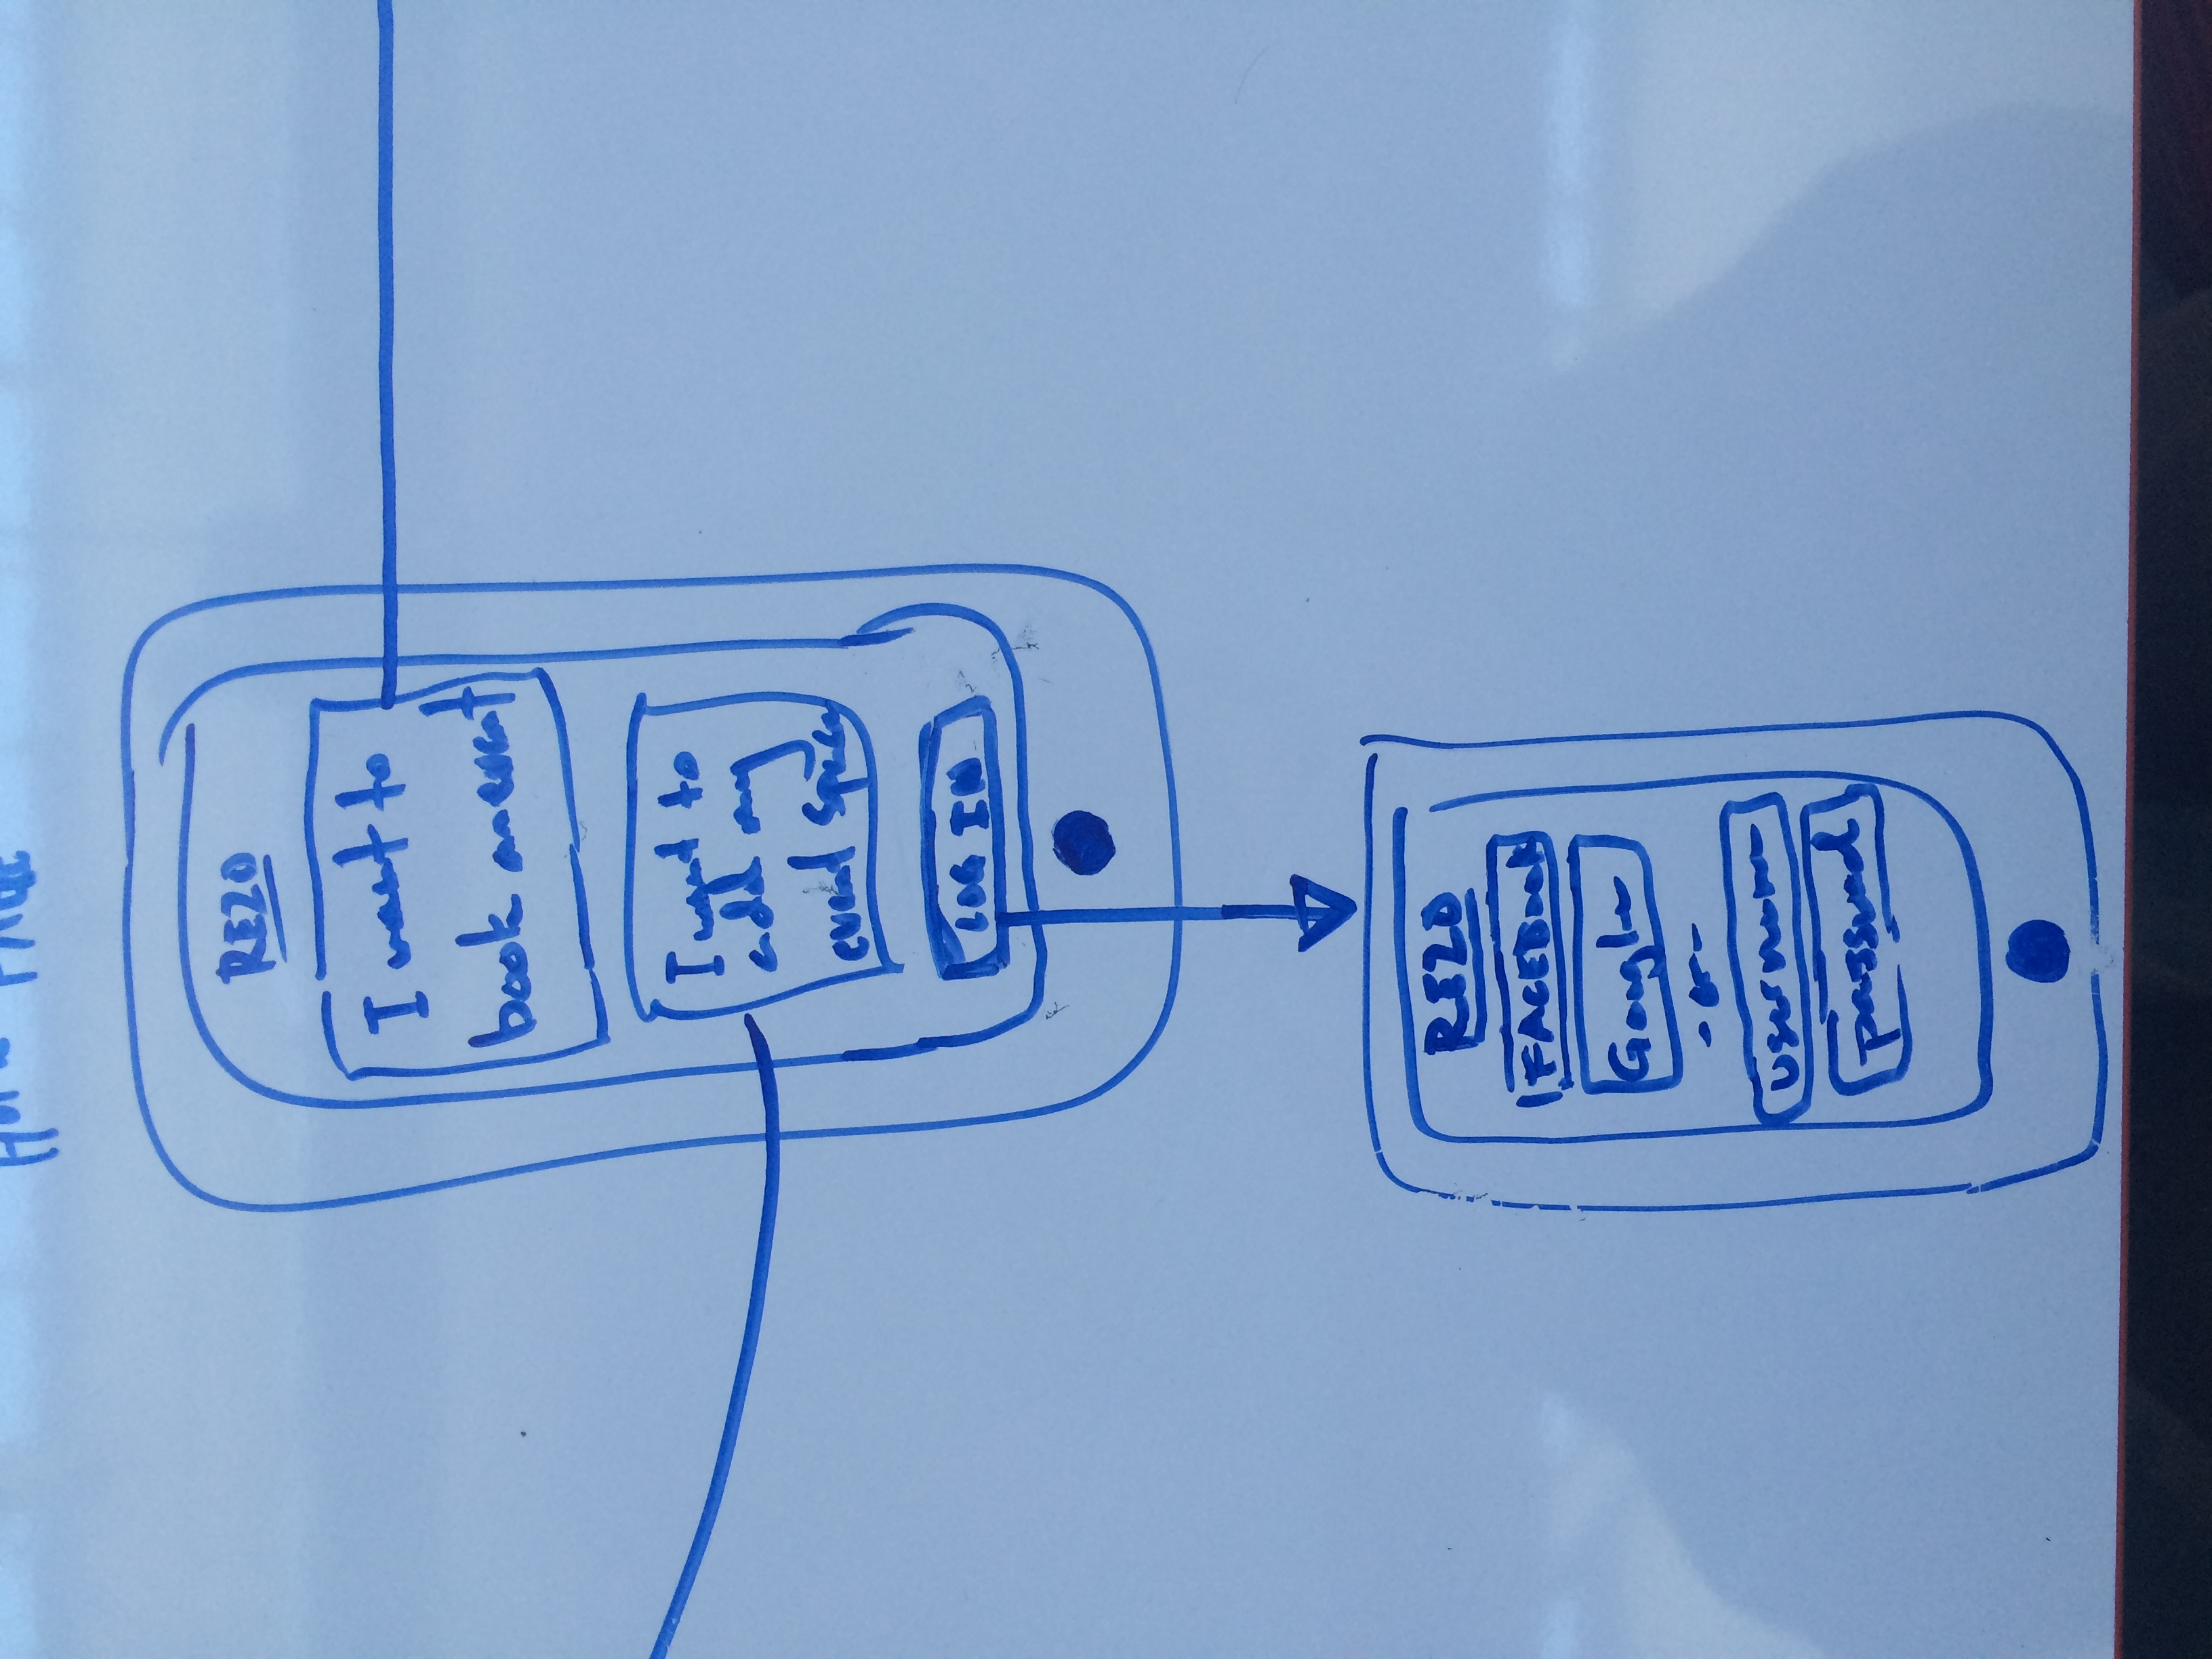 HOME PAGE
REZO
I want to
book an event
I want to
add my
event space
LOG IN
REZO
FACEBook
Google
- or -
username
password